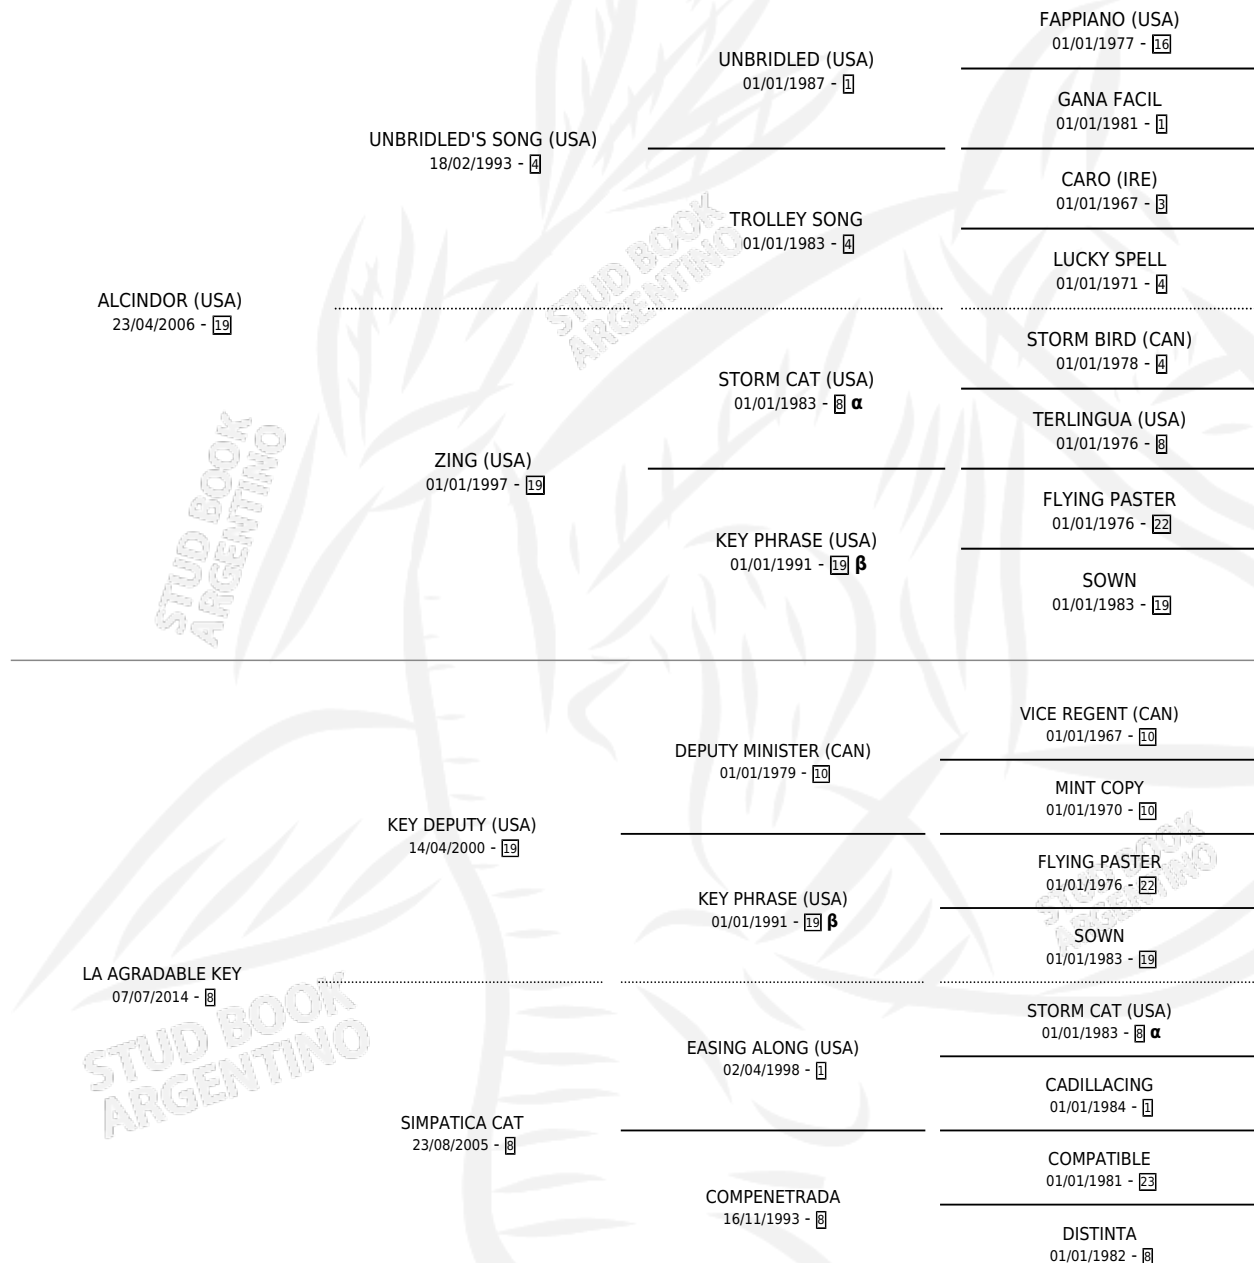 FAPPIANO (USA)
01/01/1977 - 16
UNBRIDLED (USA)
01/01/1987 - 1
GANA FACIL
01/01/1981 - 1
UNBRIDLED'S SONG (USA)
18/02/1993 - 4
CARO (IRE)
01/01/1967 - 3
TROLLEY SONG
01/01/1983 - 4
LUCKY SPELL
01/01/1971 - 4
ALCINDOR (USA)
23/04/2006 - 19
STORM BIRD (CAN)
01/01/1978 - 4
STORM CAT (USA)
01/01/1983 - 8 α
TERLINGUA (USA)
01/01/1976 - 8
ZING (USA)
01/01/1997 - 19
FLYING PASTER
01/01/1976 - 22
KEY PHRASE (USA)
01/01/1991 - 19 β
SOWN
01/01/1983 - 19
VICE REGENT (CAN)
01/01/1967 - 10
DEPUTY MINISTER (CAN)
01/01/1979 - 10
MINT COPY
01/01/1970 - 10
KEY DEPUTY (USA)
14/04/2000 - 19
FLYING PASTER
01/01/1976 - 22
KEY PHRASE (USA)
01/01/1991 - 19 β
SOWN
01/01/1983 - 19
LA AGRADABLE KEY
07/07/2014 - 8
STORM CAT (USA)
01/01/1983 - 8 α
EASING ALONG (USA)
02/04/1998 - 1
CADILLACING
01/01/1984 - 1
SIMPATICA CAT
23/08/2005 - 8
COMPATIBLE
01/01/1981 - 23
COMPENETRADA
16/11/1993 - 8
DISTINTA
01/01/1982 - 8
STUD BOOK
ARGENTINO
STUD BOOK
ARGENTINO
STUD BOOK
ARGENTINO
STUD BOOK
ARGENTINO